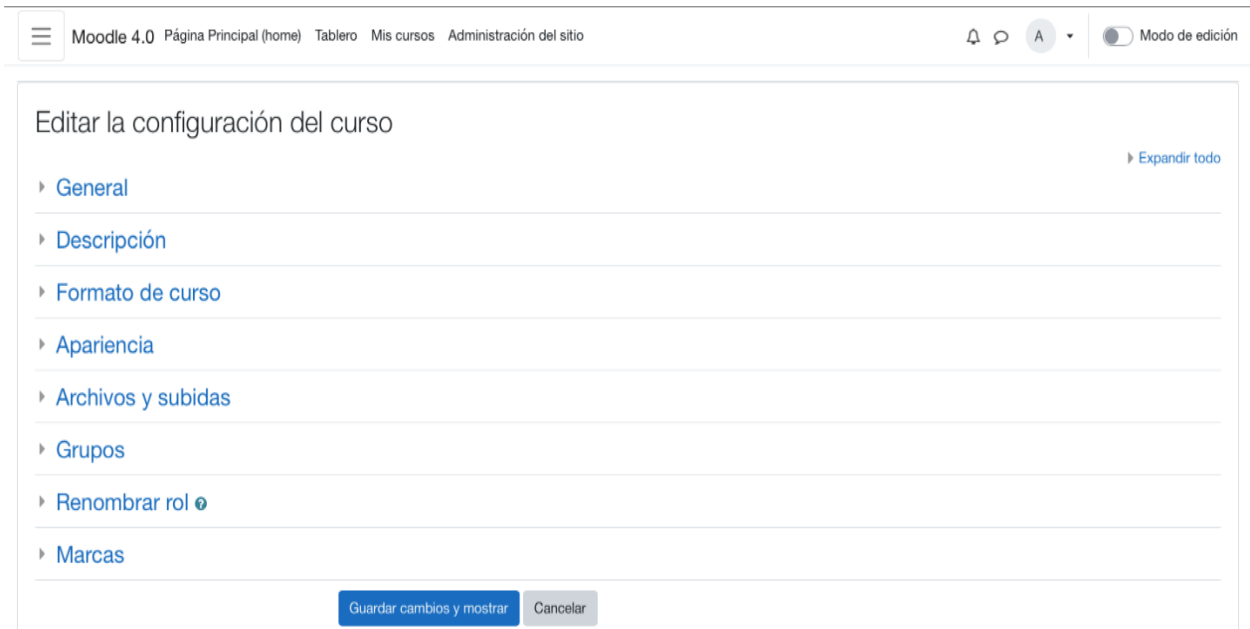 Moodle 4.0 Página Principal (home) Tablero Mis cursos Administración del sitio A Modo de edición
Editar la configuración del curso
Expandir todo
General
Descripción
Formato de curso
Apariencia
Archivos y subidas
Grupos
Renombrar rol ?
Marcas
Guardar cambios y mostrar Cancelar